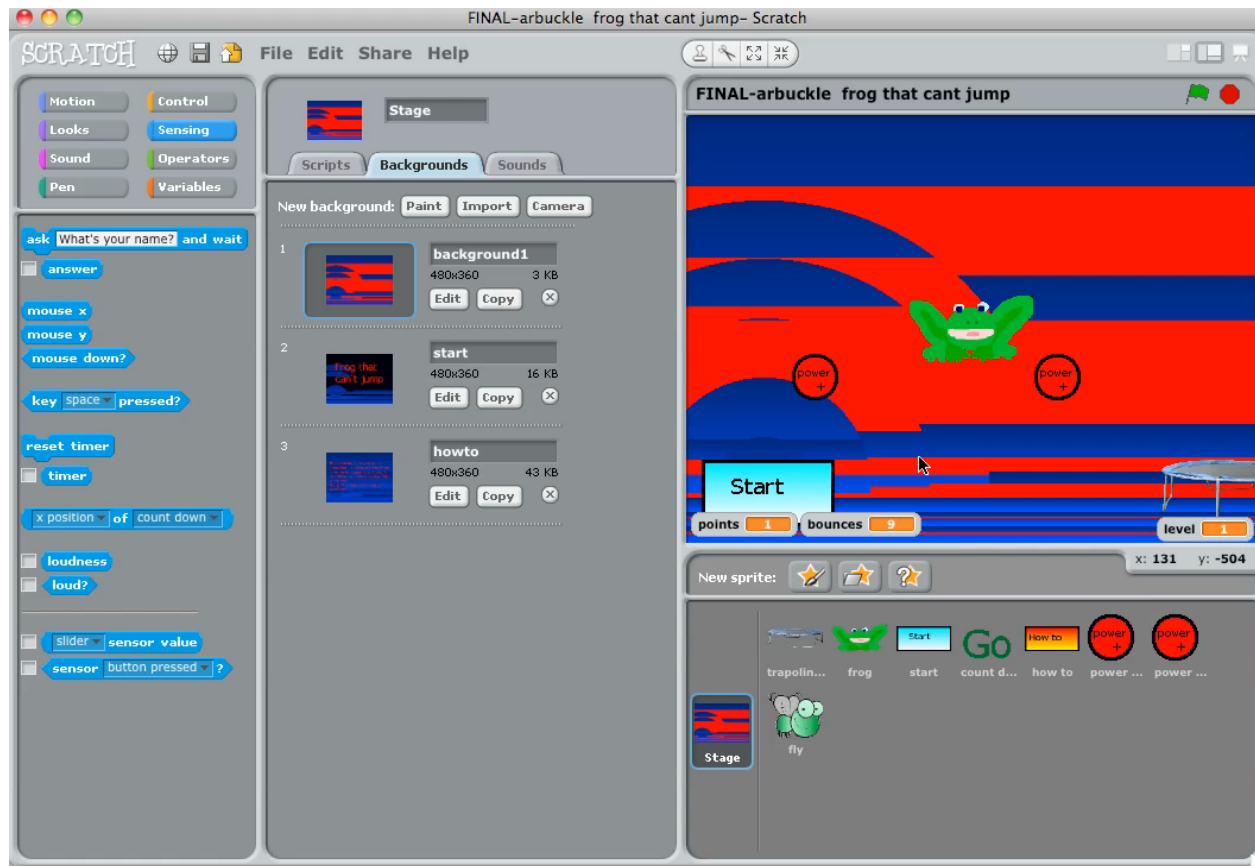 FINAL-arbuckle frog that cant jump- Scratch
SCRATCH File Edit Share Help
Motion Control
Looks Sensing
Sound Operators
Pen Variables
ask What's your name? and wait
answer
mouse x
mouse y
mouse down?
key space pressed?
reset timer
timer
x position of count down
loudness
loud?
slider sensor value
sensor button pressed ?
Stage
Scripts Backgrounds Sounds
New background: Paint Import Camera
1
background1
480x360 3 KB
Edit Copy
2
frog that
can't jump
start
480x360 16 KB
Edit Copy
3
howto
480x360 43 KB
Edit Copy
FINAL-arbuckle frog that cant jump
power
+
power
+
Start
points 1 bounces 9
level 1
x: 131 y: -504
New sprite:
Start Go How to power + power +
trapolin... frog start count d... how to power ... power ...
fly
Stage